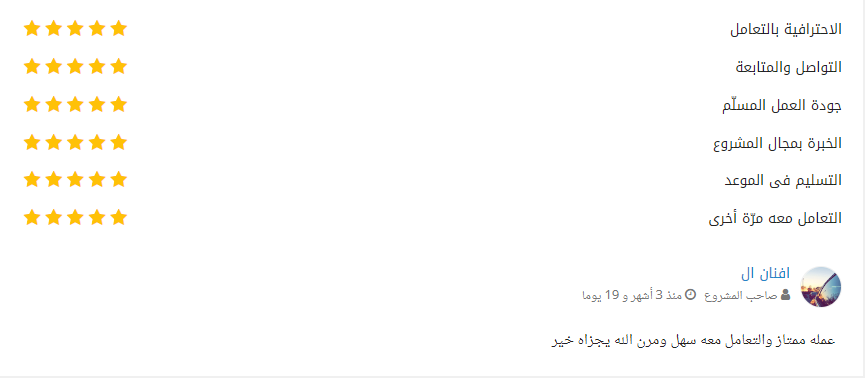 الاحترافية بالتعامل
التواصل والمتابعة
جودة العمل المسلّم
الخبرة بمجال المشروع
التسليم فى الموعد
التعامل معه مرّة أخرى
افنان ال
صاحب المشروع منذ 3 أشهر و 19 يوما
عمله ممتاز والتعامل معه سهل ومرن الله يجزاه خير